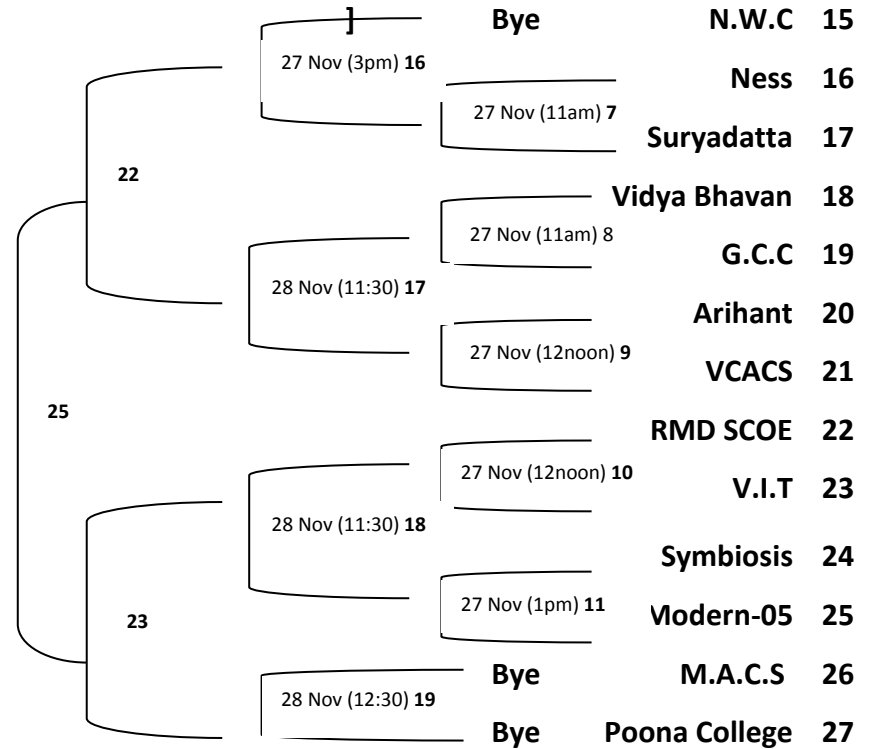 ] Bye N.W.C 15
27 Nov (3pm) 16
Ness 16
27 Nov (11am) 7
Suryadatta 17
22
Vidya Bhavan 18
27 Nov (11am) 8
G.C.C 19
28 Nov (11:30) 17
Arihant 20
27 Nov (12noon) 9
VCACS 21
25
RMD SCOE 22
27 Nov (12noon) 10
V.I.T 23
28 Nov (11:30) 18
Symbiosis 24
27 Nov (1pm) 11
Modern-05 25
23
Bye M.A.C.S 26
28 Nov (12:30) 19
Bye Poona College 27